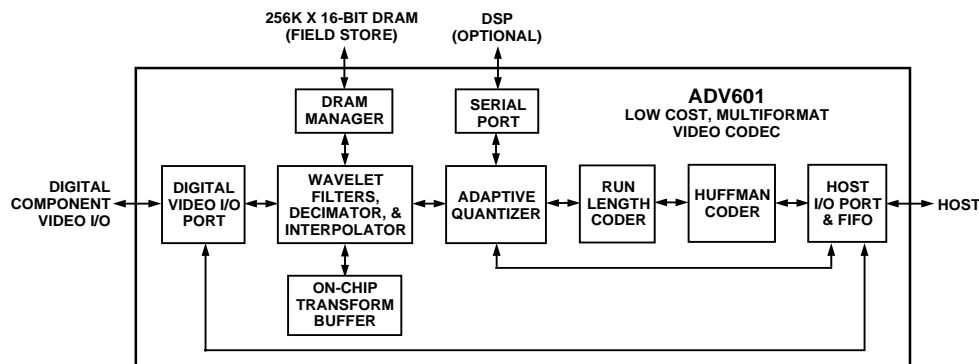 256K X 16-BIT DRAM
(FIELD STORE)
DSP
(OPTIONAL)
ADV601
LOW COST, MULTIFORMAT
VIDEO CODEC
DRAM
MANAGER
SERIAL
PORT
DIGITAL
COMPONENT
VIDEO I/O
DIGITAL
VIDEO I/O
PORT
WAVELET
FILTERS,
DECIMATOR, &
INTERPOLATOR
ADAPTIVE
QUANTIZER
RUN
LENGTH
CODER
HUFFMAN
CODER
HOST
I/O PORT
& FIFO
HOST
ON-CHIP
TRANSFORM
BUFFER